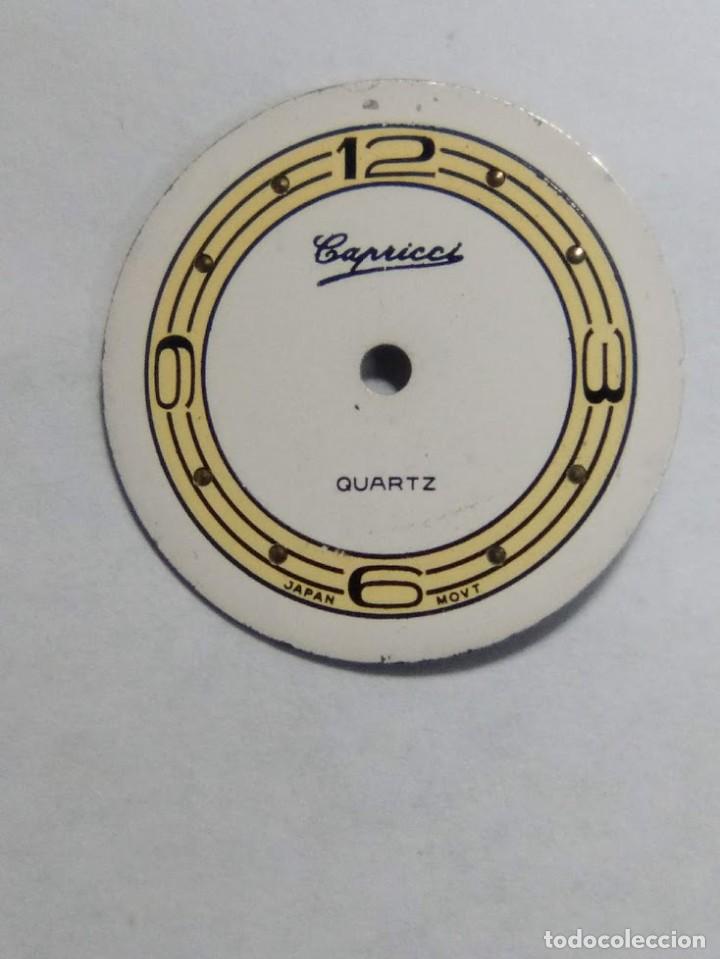 12
Capricci
9 3
QUARTZ
JAPAN 6 MOVT
todocoleccion